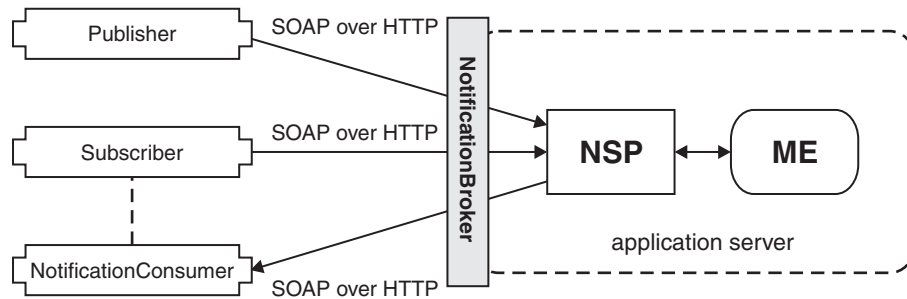 Publisher
SOAP over HTTP
NotificationBroker
Subscriber
SOAP over HTTP
NSP
ME
application server
NotificationConsumer
SOAP over HTTP